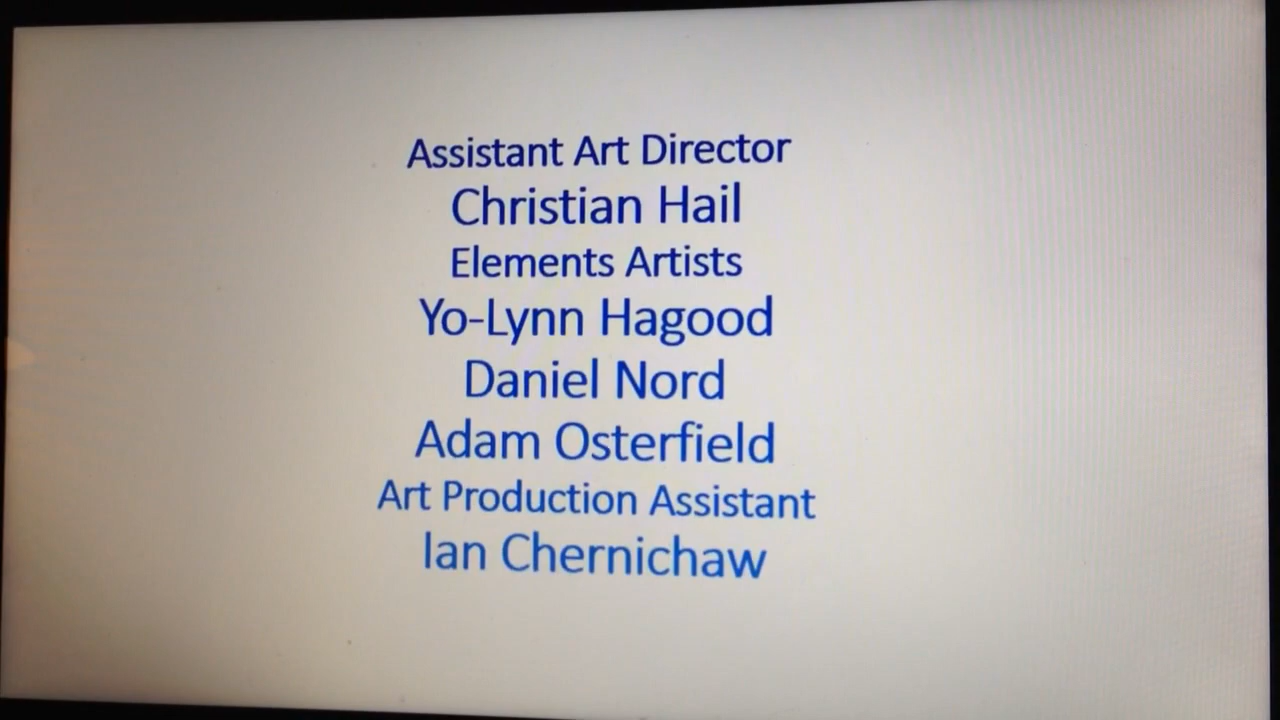 Assistant Art Director
Christian Hail
Elements Artists
Yo-Lynn Hagood
Daniel Nord
Adam Osterfield
Art Production Assistant
Ian Chernichaw